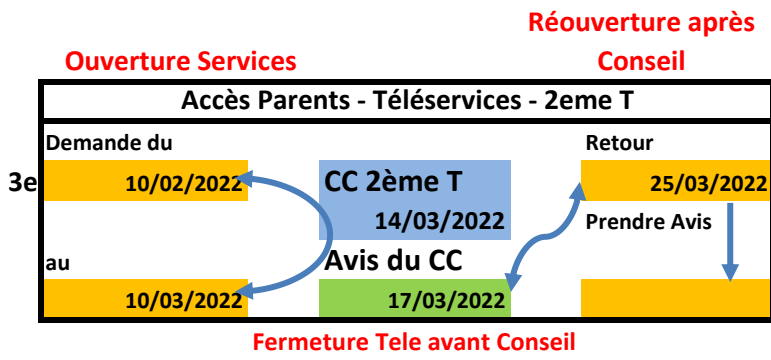 Réouverture après
Ouverture Services Conseil
Accès Parents - Téléservices - 2eme T
Demande du Retour
3e 10/02/2022 CC 2ème T 25/03/2022
14/03/2022 Prendre Avis
au Avis du CC
10/03/2022 17/03/2022
Fermeture Tele avant Conseil